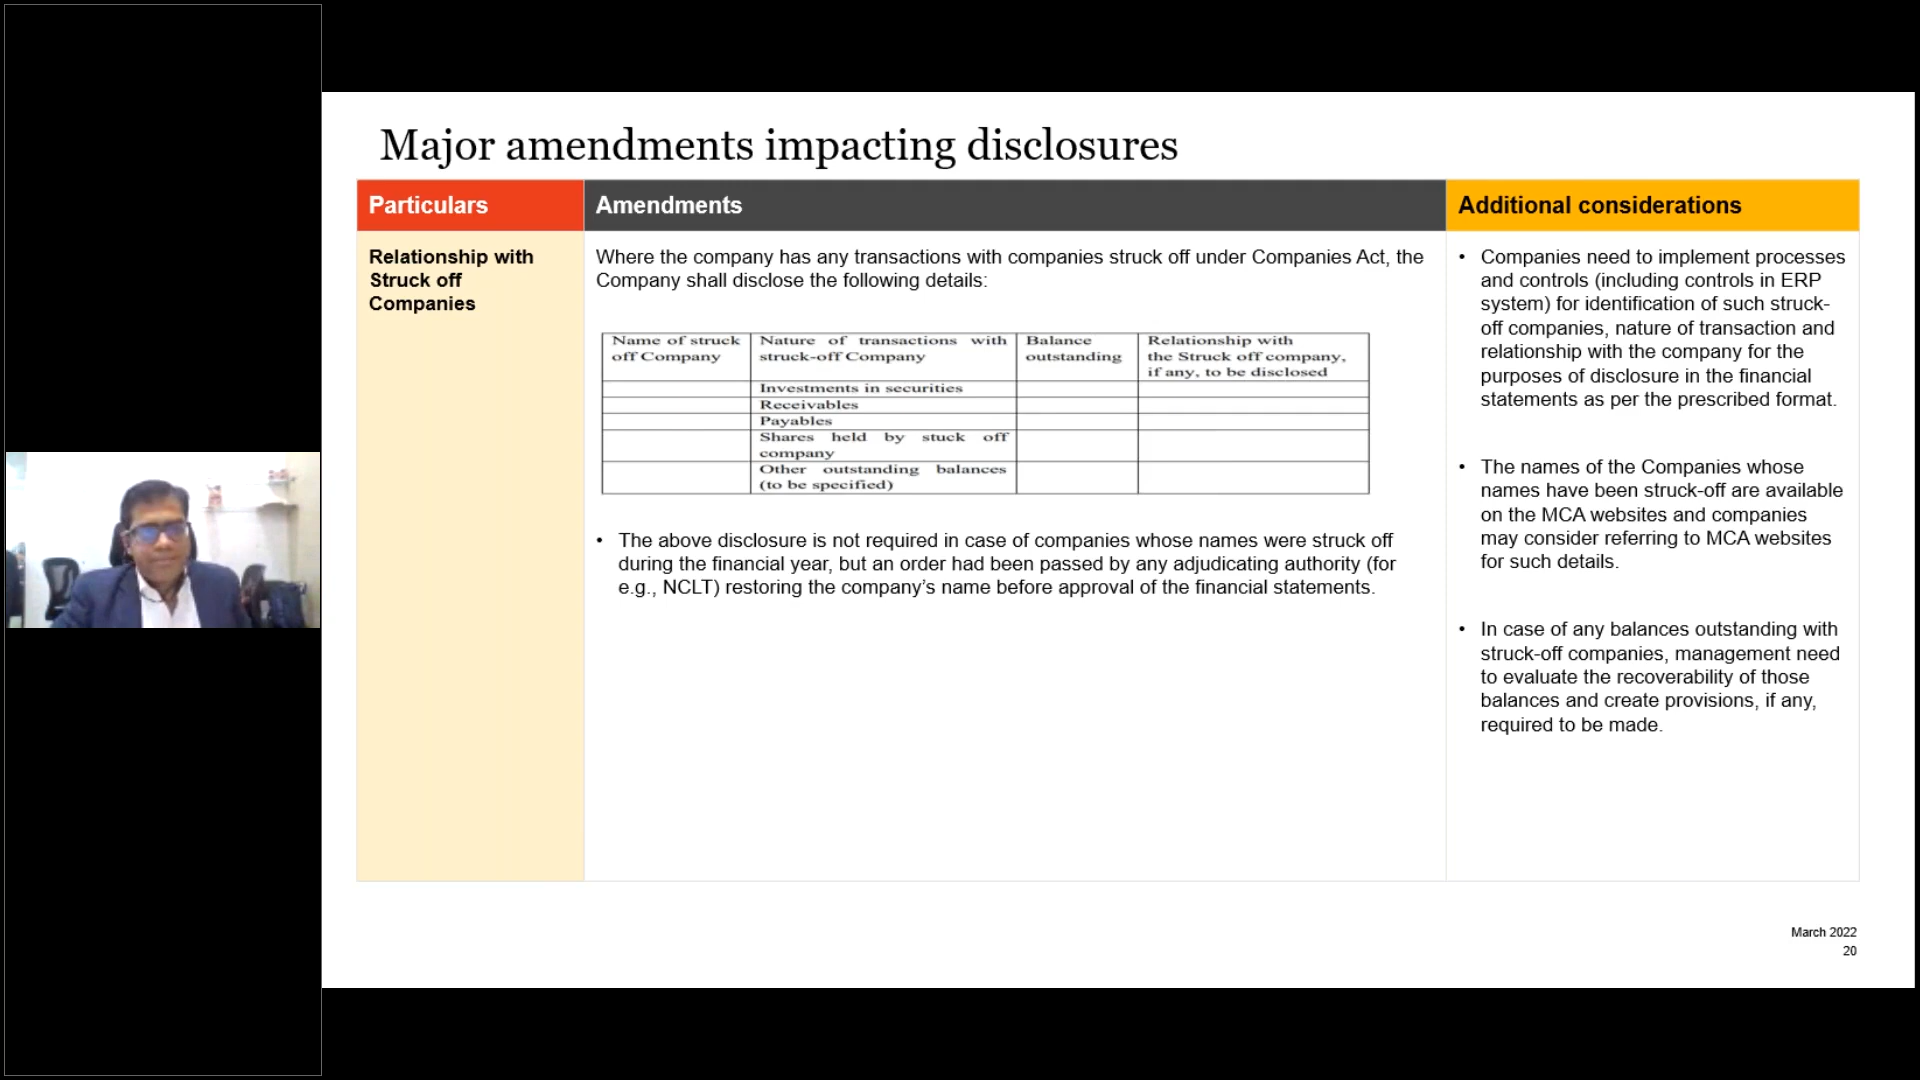 Major amendments impacting disclosures
Particulars
Amendments
Additional considerations
Relationship with
Struck off
Companies
Where the company has any transactions with companies struck off under Companies Act, the
Company shall disclose the following details:
Name of struck
off Company
Nature of transactions with
struck-off Company
Balance
outstanding
Relationship with
the Struck off company,
if any, to be disclosed
Investments in securities
Receivables
Payables
Shares held by stuck off
company
Other outstanding balances
(to be specified)
• The above disclosure is not required in case of companies whose names were struck off
during the financial year, but an order had been passed by any adjudicating authority (for
e.g., NCLT) restoring the company’s name before approval of the financial statements.
• Companies need to implement processes
and controls (including controls in ERP
system) for identification of such struck-
off companies, nature of transaction and
relationship with the company for the
purposes of disclosure in the financial
statements as per the prescribed format.
• The names of the Companies whose
names have been struck-off are available
on the MCA websites and companies
may consider referring to MCA websites
for such details.
• In case of any balances outstanding with
struck-off companies, management need
to evaluate the recoverability of those
balances and create provisions, if any,
required to be made.
March 2022
20